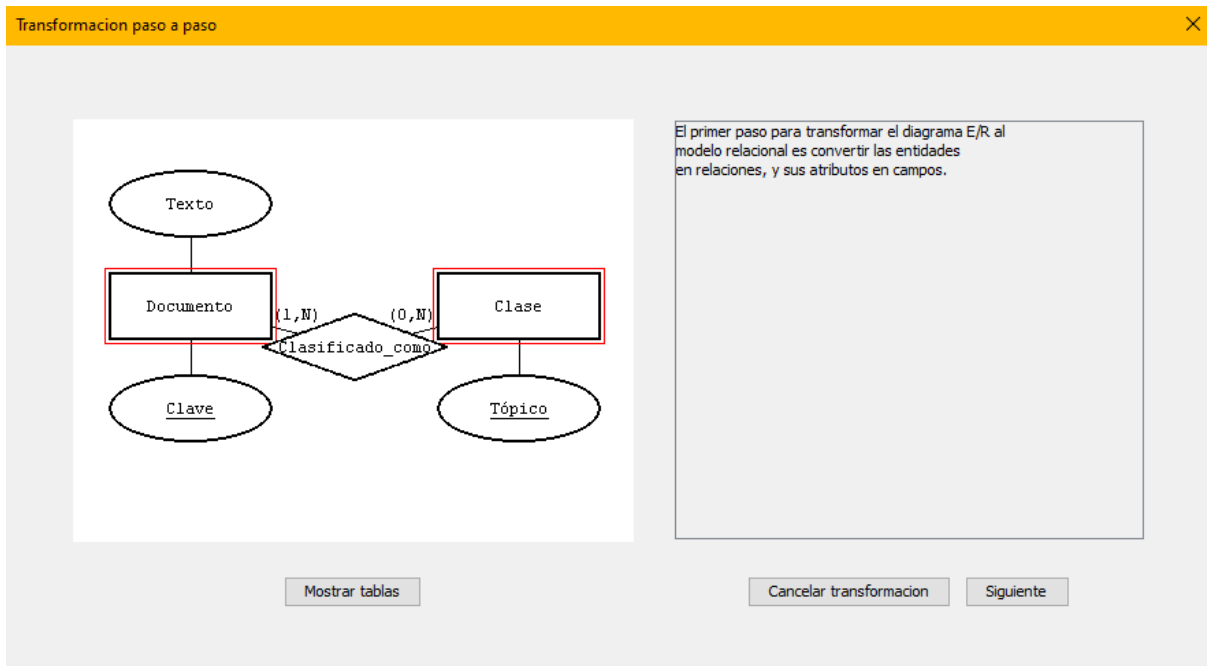 Transformacion paso a paso
Texto
Documento
(1,N)
(0,N)
Clase
Clasificado_como
Clave
Tópico
El primer paso para transformar el diagrama E/R al
modelo relacional es convertir las entidades
en relaciones, y sus atributos en campos.
Mostrar tablas
Cancelar transformacion
Siguiente